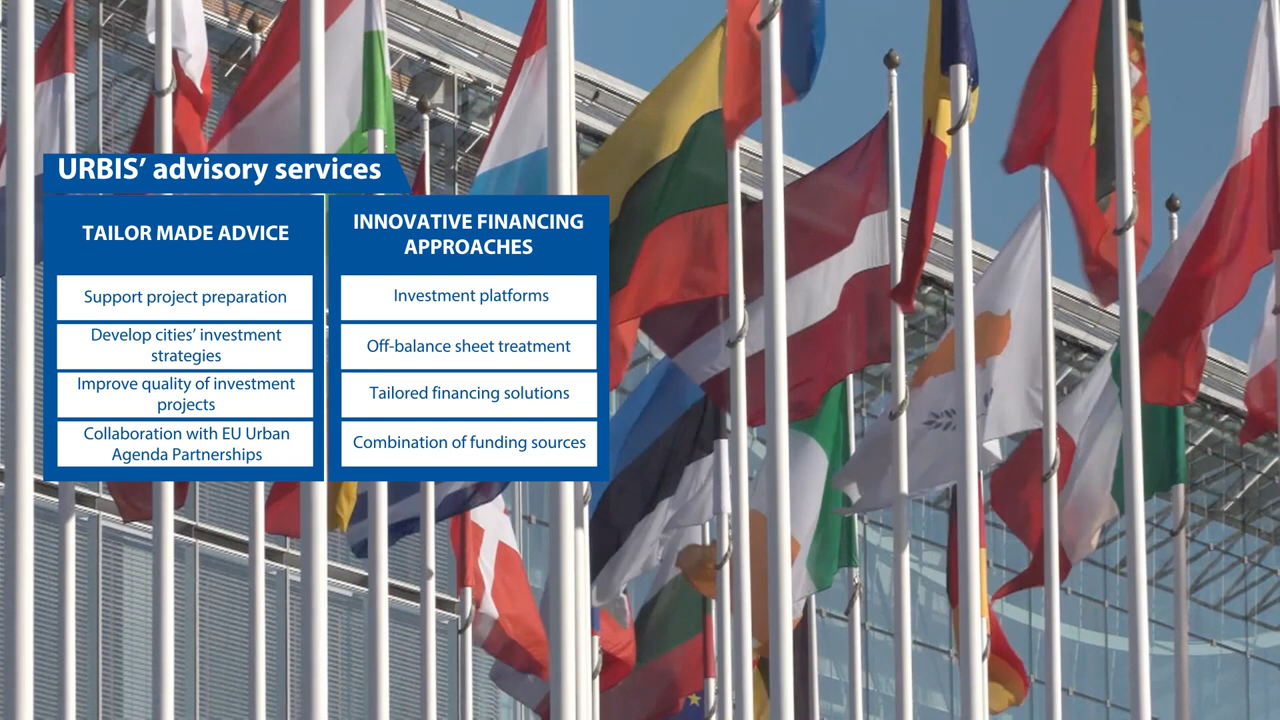 URBIS’ advisory services
TAILOR MADE ADVICE
Support project preparation
Develop cities’ investment
strategies
Improve quality of investment
projects
Collaboration with EU Urban
Agenda Partnerships
INNOVATIVE FINANCING
APPROACHES
Investment platforms
Off-balance sheet treatment
Tailored financing solutions
Combination of funding sources